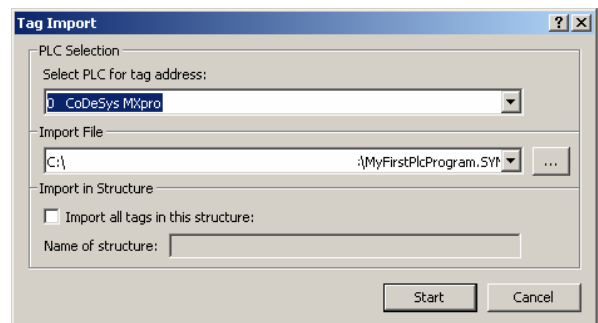 Tag Import
PLC Selection
Select PLC for tag address:
0 CoDeSys MXpro
Import File
C:\ :\MyFirstPlcProgram.SYM
...
Import in Structure
Import all tags in this structure:
Name of structure:
Start Cancel